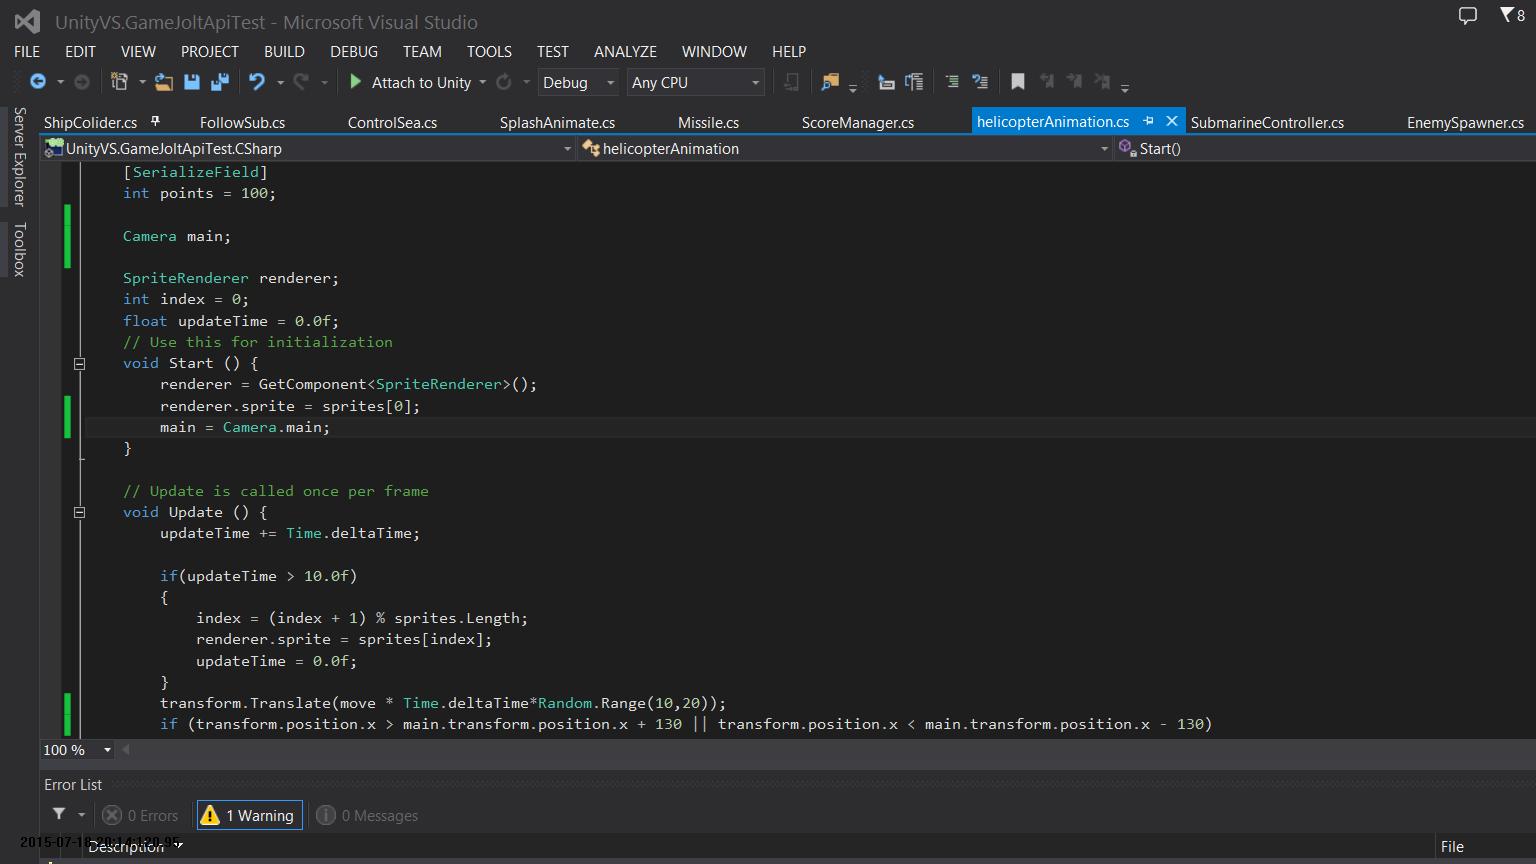 UnityVS.GameJoltApiTest - Microsoft Visual Studio
8
FILE EDIT VIEW PROJECT BUILD DEBUG TEAM TOOLS TEST ANALYZE WINDOW HELP
Attach to Unity Debug Any CPU
Server Explorer
Toolbox
ShipColider.cs FollowSub.cs ControlSea.cs SplashAnimate.cs Missile.cs ScoreManager.cs helicopterAnimation.cs SubmarineController.cs EnemySpawner.cs
UnityVS.GameJoltApiTest.CSharp helicopterAnimation Start()
[SerializeField]
int points = 100;
Camera main;
SpriteRenderer renderer;
int index = 0;
float updateTime = 0.0f;
// Use this for initialization
void Start () {
renderer = GetComponent<SpriteRenderer>();
renderer.sprite = sprites[0];
main = Camera.main;
}
// Update is called once per frame
void Update () {
updateTime += Time.deltaTime;
if(updateTime > 10.0f)
{
index = (index + 1) % sprites.Length;
renderer.sprite = sprites[index];
updateTime = 0.0f;
}
transform.Translate(move * Time.deltaTime*Random.Range(10,20));
if (transform.position.x > main.transform.position.x + 130 || transform.position.x < main.transform.position.x - 130)
100 %
Error List
0 Errors 1 Warning 0 Messages
Description File